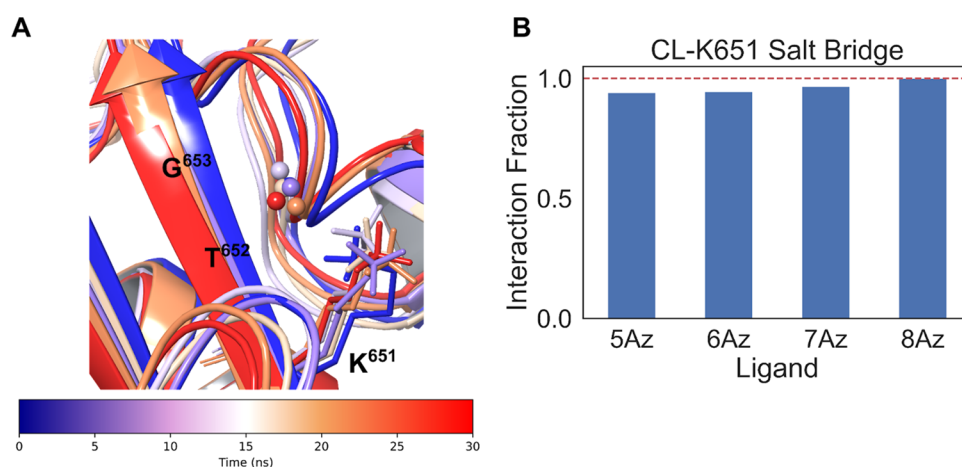 A
G653
T652
K651
0 5 10 15 20 25 30
Time (ns)
B
CL-K651 Salt Bridge
1.0
0.5
0.0
Interaction Fraction
5Az 6Az 7Az 8Az
Ligand